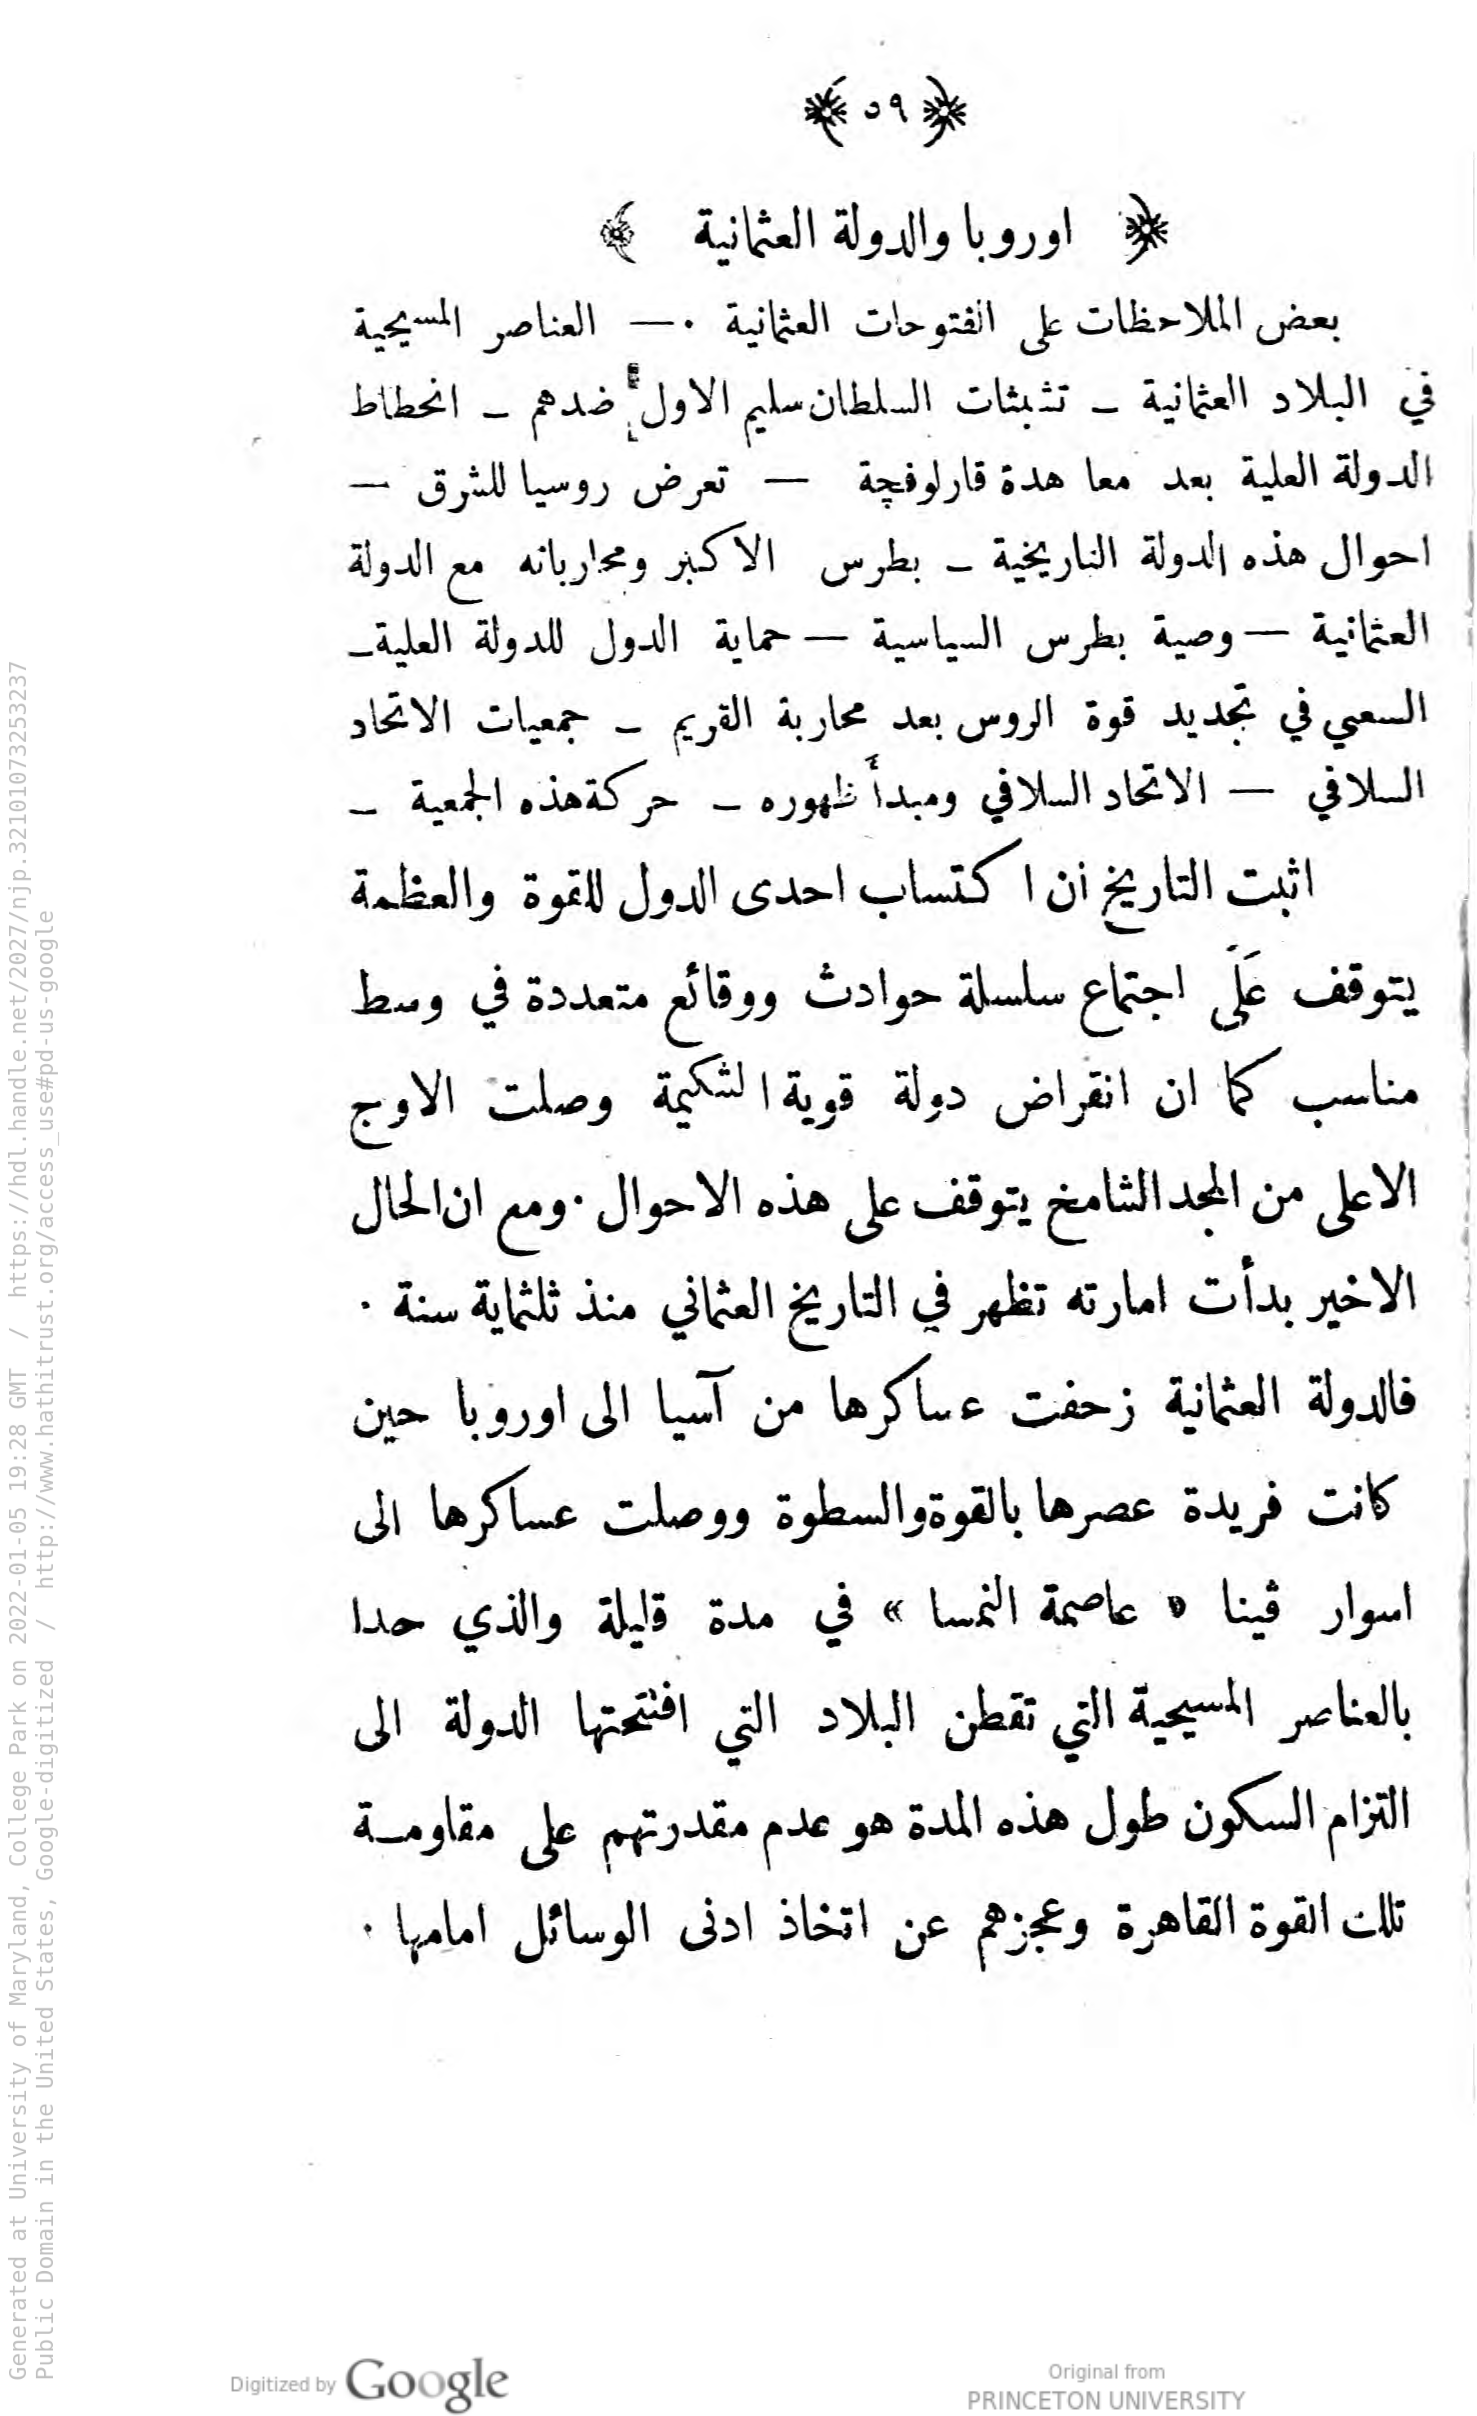 ٥٩
اوروبا والدولة العثمانية
بعض الملاحظات على الفتوحات العثمانية ٠— العناصر المسيحية
في البلاد العثمانية – تشبثات السلطان سليم الاول ضدهم – انحطاط
الدولة العلية بعد معا هدة قارلوفچة — تعرض روسيا للشرق —
احوال هذه الدولة التاريخية – بطرس الاكبر ومحارباته مع الدولة
العثمانية — وصية بطرس السياسية — حماية الدول للدولة العلية–
السعي في تجديد قوة الروس بعد محاربة القريم – جمعيات الاتحاد
السلافي — الاتحاد السلافي ومبدأ ظهوره – حركة هذه الجمعية –
اثبت التاريخ ان اكتساب احدى الدول للقوة والعظمة
يتوقف عَلَى اجتماع سلسلة حوادث ووقائع متعددة في وسط
مناسب كما ان انقراض دولة قوية الشكيمة وصلت الاوج
الاعلى من المجد الشامخ يتوقف على هذه الاحوال ٠ ومع ان الحال
الاخير بدأت امارته تظهر في التاريخ العثماني منذ ثلثماية سنة ٠
فالدولة العثمانية زحفت عساكرها من آسيا الى اوروبا حين
كانت فريدة عصرها بالقوة والسطوة ووصلت عساكرها الى
اسوار ڤينا « عاصمة النمسا » في مدة قليلة والذي حدا
بالعناصر المسيحية التي تقطن البلاد التي افتتحتها الدولة الى
التزام السكون طول هذه المدة هو عدم مقدرتهم على مقاومة
تلك القوة القاهرة وعجزهم عن اتخاذ ادنى الوسائل امامها ٠
Generated at University of Maryland, College Park on 2022-01-05 19:28 GMT / https://hdl.handle.net/2027/njp.32101073253237
Public Domain in the United States, Google-digitized / http://www.hathitrust.org/access_use#pd-us-google
Digitized by Google
Original from
PRINCETON UNIVERSITY